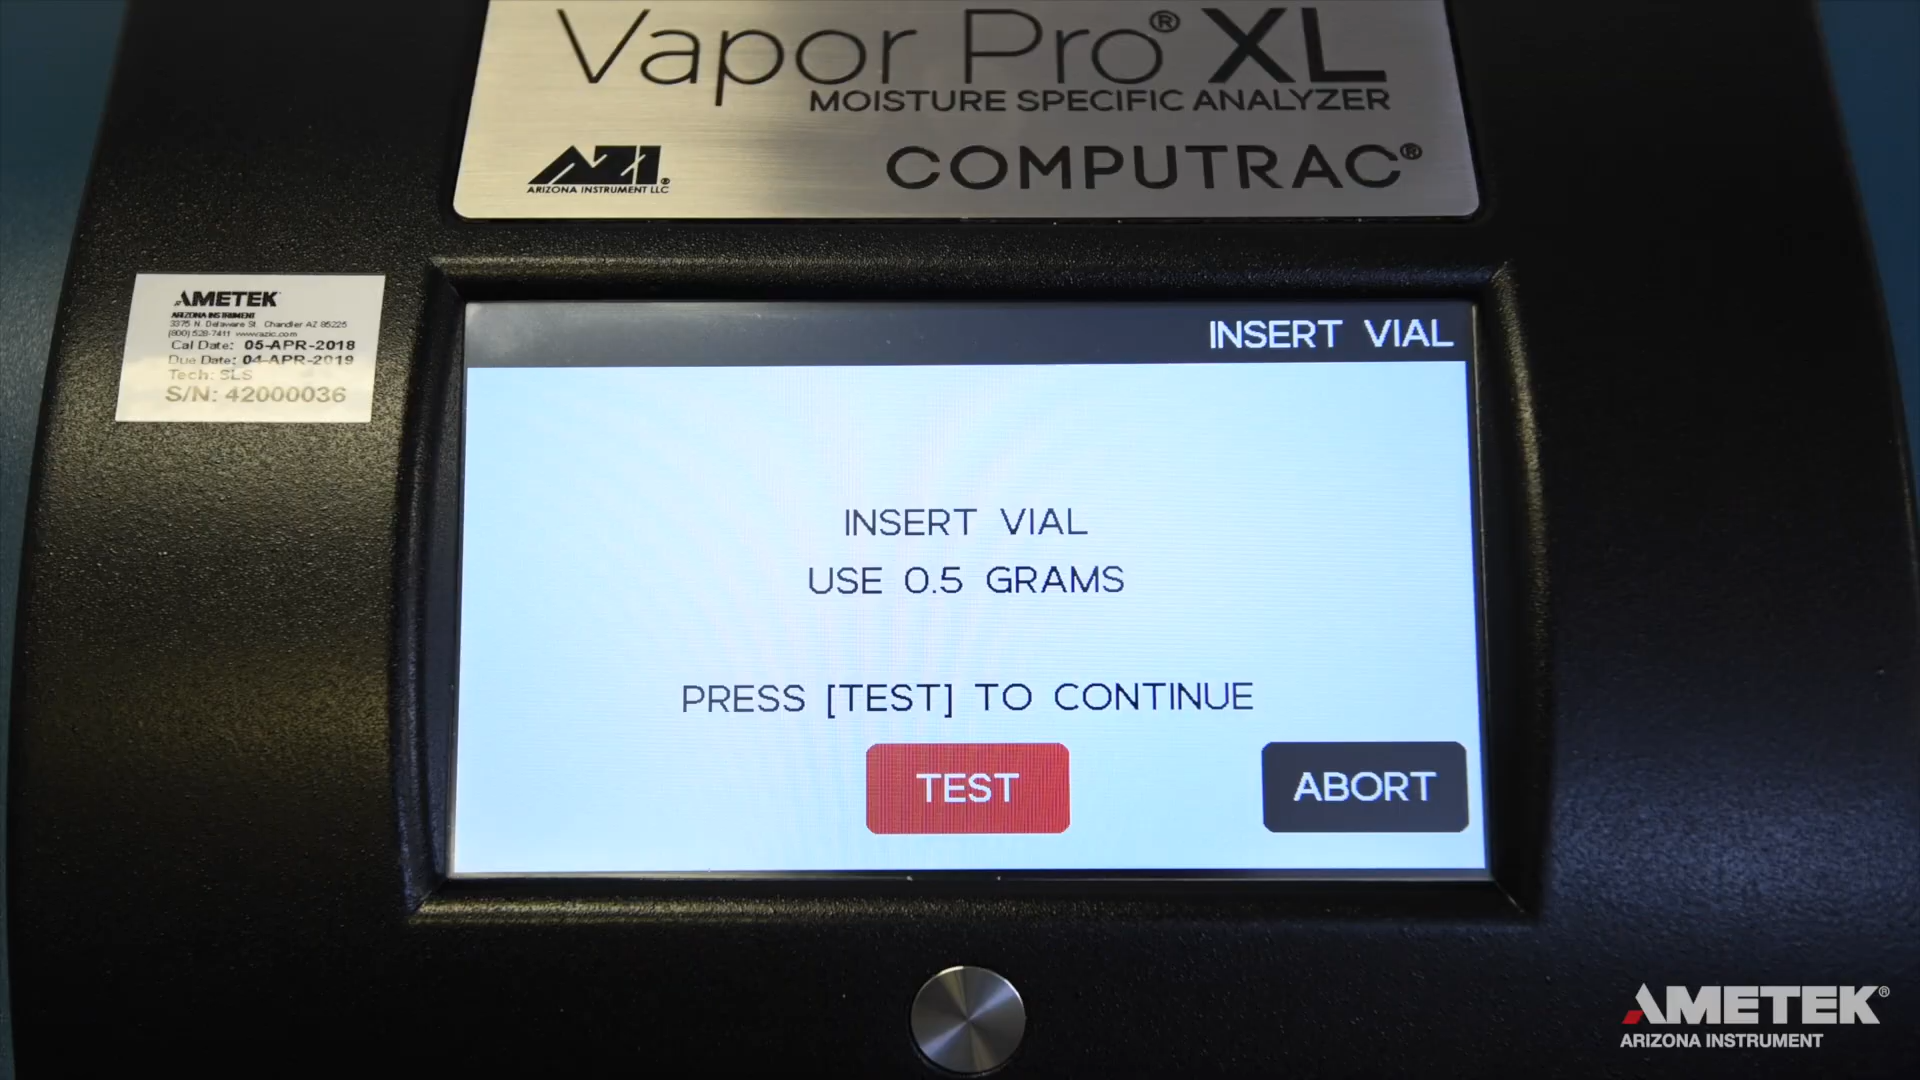 Vapor Pro® XL
MOISTURE SPECIFIC ANALYZER
AZI®
ARIZONA INSTRUMENT LLC
COMPUTRAC®
AMETEK
ARIZONA INSTRUMENT
3375 N. Delaware St. Chandler AZ 85225
(800) 528-7411 www.azic.com
Cal Date: 05-APR-2018
Due Date: 04-APR-2019
Tech: SLS
S/N: 42000036
INSERT VIAL
INSERT VIAL
USE 0.5 GRAMS
PRESS [TEST] TO CONTINUE
TEST
ABORT
AMETEK®
ARIZONA INSTRUMENT